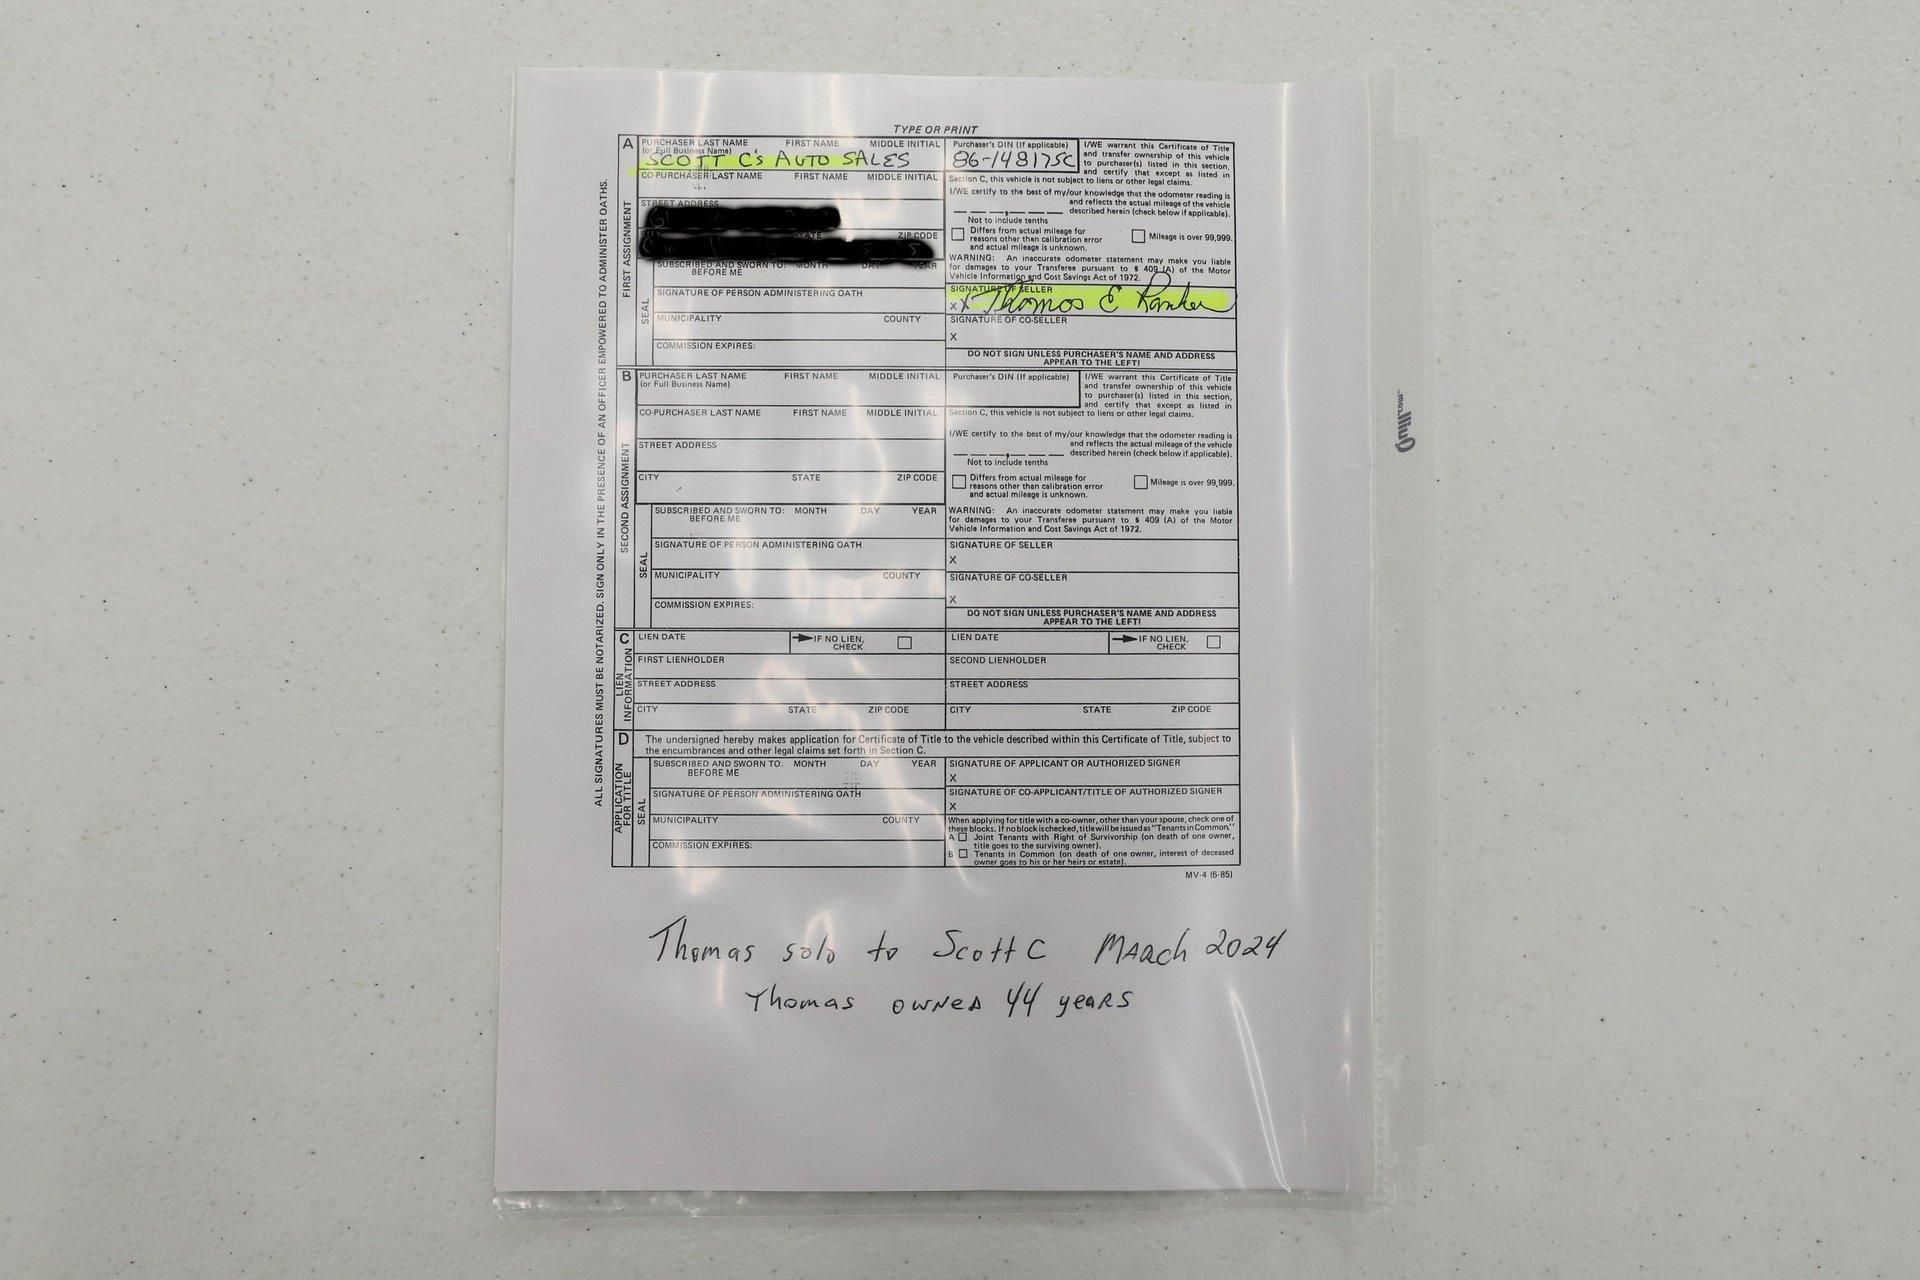 TYPE OR PRINT
ALL SIGNATURES MUST BE NOTARIZED. SIGN ONLY IN THE PRESENCE OF AN OFFICER EMPOWERED TO ADMINISTER OATHS.
A
FIRST ASSIGNMENT
PURCHASER LAST NAME FIRST NAME MIDDLE INITIAL
(or Full Business Name)
SCOTT C's AUTO SALES
CO-PURCHASER LAST NAME FIRST NAME MIDDLE INITIAL
STREET ADDRESS
STATE ZIP CODE
SUBSCRIBED AND SWORN TO: MONTH DAY YEAR
BEFORE ME
SEAL
SIGNATURE OF PERSON ADMINISTERING OATH
MUNICIPALITY COUNTY
COMMISSION EXPIRES:
Purchaser's DIN (If applicable)
86-148175C
I/WE warrant this Certificate of Title
and transfer ownership of this vehicle
to purchaser(s) listed in this section,
and certify that except as listed in
Section C, this vehicle is not subject to liens or other legal claims.
I/WE certify to the best of my/our knowledge that the odometer reading is
and reflects the actual mileage of the vehicle
described herein (check below if applicable).
Not to include tenths
Differs from actual mileage for
reasons other than calibration error
and actual mileage is unknown.
Mileage is over 99,999.
WARNING: An inaccurate odometer statement may make you liable
for damages to your Transferee pursuant to § 409 (A) of the Motor
Vehicle Information and Cost Savings Act of 1972.
SIGNATURE OF SELLER
X X Thomas E
SIGNATURE OF CO-SELLER
X
DO NOT SIGN UNLESS PURCHASER'S NAME AND ADDRESS
APPEAR TO THE LEFT!
B
SECOND ASSIGNMENT
PURCHASER LAST NAME FIRST NAME MIDDLE INITIAL
(or Full Business Name)
CO-PURCHASER LAST NAME FIRST NAME MIDDLE INITIAL
STREET ADDRESS
CITY STATE ZIP CODE
SUBSCRIBED AND SWORN TO: MONTH DAY YEAR
BEFORE ME
SEAL
SIGNATURE OF PERSON ADMINISTERING OATH
MUNICIPALITY COUNTY
COMMISSION EXPIRES:
Purchaser's DIN (If applicable)
I/WE warrant this Certificate of Title
and transfer ownership of this vehicle
to purchaser(s) listed in this section,
and certify that except as listed in
Section C, this vehicle is not subject to liens or other legal claims.
I/WE certify to the best of my/our knowledge that the odometer reading is
and reflects the actual mileage of the vehicle
described herein (check below if applicable).
Not to include tenths
Differs from actual mileage for
reasons other than calibration error
and actual mileage is unknown.
Mileage is over 99,999.
WARNING: An inaccurate odometer statement may make you liable
for damages to your Transferee pursuant to § 409 (A) of the Motor
Vehicle Information and Cost Savings Act of 1972.
SIGNATURE OF SELLER
X
SIGNATURE OF CO-SELLER
X
DO NOT SIGN UNLESS PURCHASER'S NAME AND ADDRESS
APPEAR TO THE LEFT!
C
LIEN INFORMATION
LIEN DATE IF NO LIEN, CHECK
FIRST LIENHOLDER
STREET ADDRESS
CITY STATE ZIP CODE
LIEN DATE IF NO LIEN, CHECK
SECOND LIENHOLDER
STREET ADDRESS
CITY STATE ZIP CODE
D
APPLICATION FOR TITLE
The undersigned hereby makes application for Certificate of Title to the vehicle described within this Certificate of Title, subject to
the encumbrances and other legal claims set forth in Section C.
SUBSCRIBED AND SWORN TO: MONTH DAY YEAR
BEFORE ME
SEAL
SIGNATURE OF PERSON ADMINISTERING OATH
MUNICIPALITY COUNTY
COMMISSION EXPIRES:
SIGNATURE OF APPLICANT OR AUTHORIZED SIGNER
X
SIGNATURE OF CO-APPLICANT/TITLE OF AUTHORIZED SIGNER
X
When applying for title with a co-owner, other than your spouse, check one of
these blocks. If no block is checked, title will be issued as "Tenants in Common."
A Joint Tenants with Right of Survivorship (on death of one owner,
title goes to the surviving owner).
B Tenants in Common (on death of one owner, interest of deceased
owner goes to his or her heirs or estate).
MV-4 (6-85)
Thomas sold to Scott C March 2024
Thomas owned 44 years
Quill.com